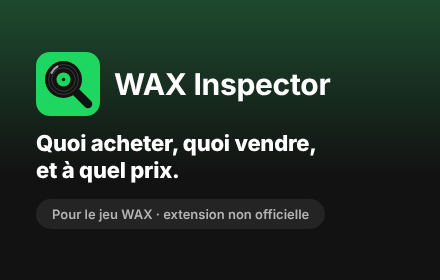 WAX Inspector
Quoi acheter, quoi vendre,
et à quel prix.
Pour le jeu WAX · extension non officielle